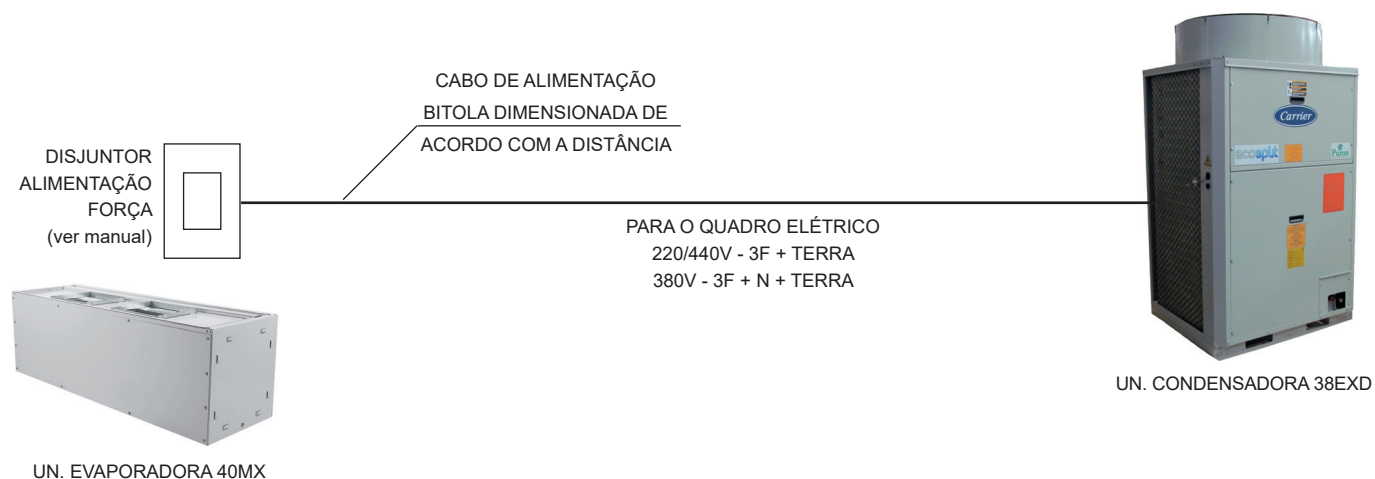 CABO DE ALIMENTAÇÃO
BITOLA DIMENSIONADA DE
ACORDO COM A DISTÂNCIA
DISJUNTOR
ALIMENTAÇÃO
FORÇA
(ver manual)
PARA O QUADRO ELÉTRICO
220/440V - 3F + TERRA
380V - 3F + N + TERRA
Carrier
ecosplit
Puron
UN. CONDENSADORA 38EXD
UN. EVAPORADORA 40MX